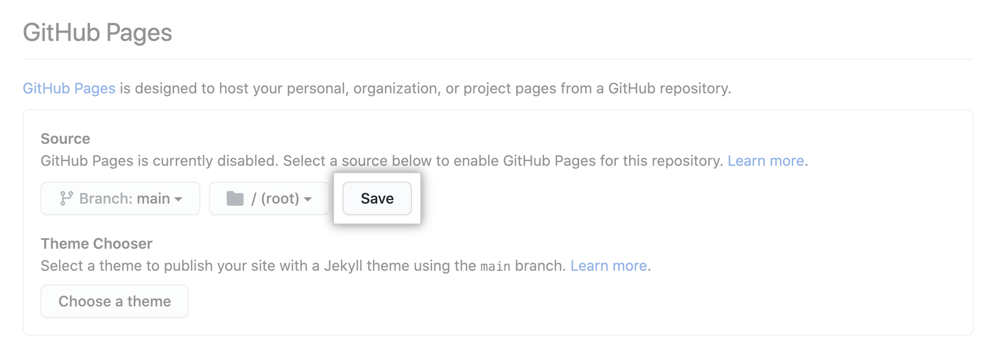 GitHub Pages
GitHub Pages is designed to host your personal, organization, or project pages from a GitHub repository.
Source
GitHub Pages is currently disabled. Select a source below to enable GitHub Pages for this repository. Learn more.
Branch: main / (root) Save
Theme Chooser
Select a theme to publish your site with a Jekyll theme using the main branch. Learn more.
Choose a theme